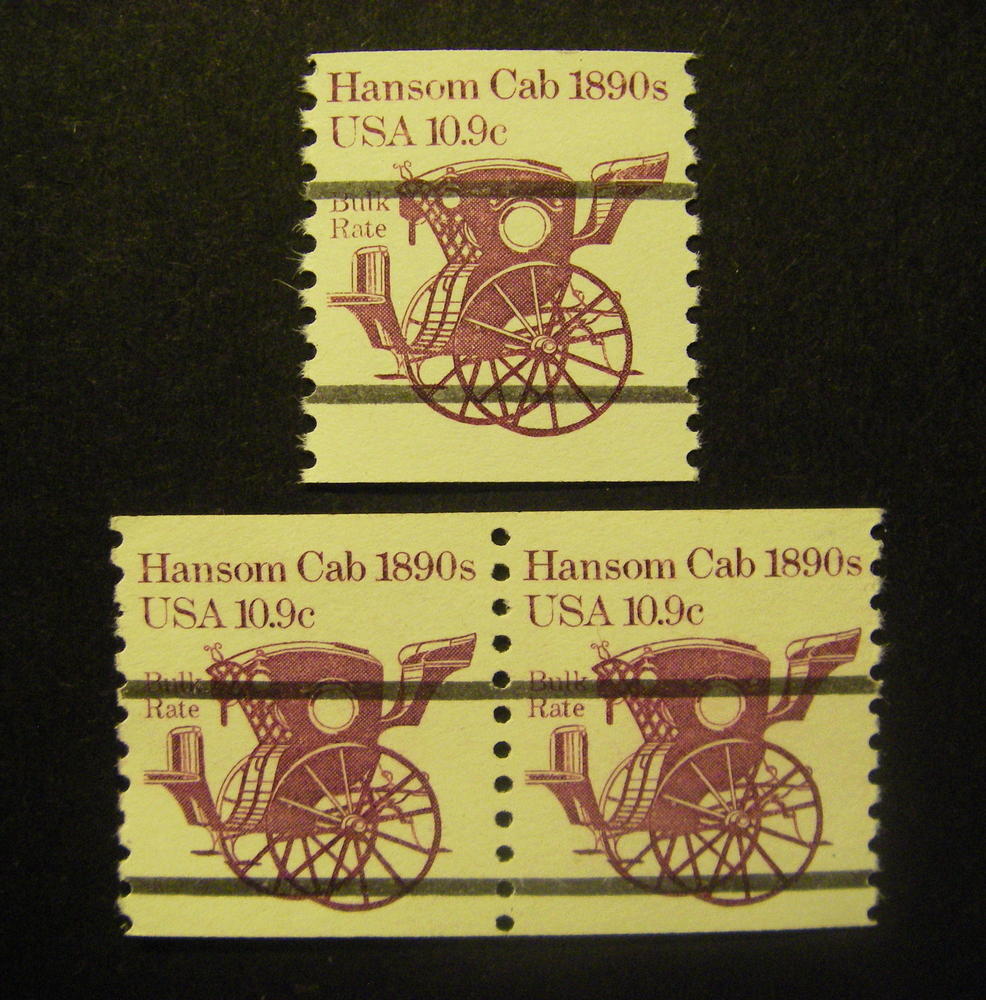 Hansom Cab 1890s
USA 10.9c
Bulk
Rate
Hansom Cab 1890s
USA 10.9c
Bulk
Rate
Hansom Cab 1890s
USA 10.9c
Bulk
Rate